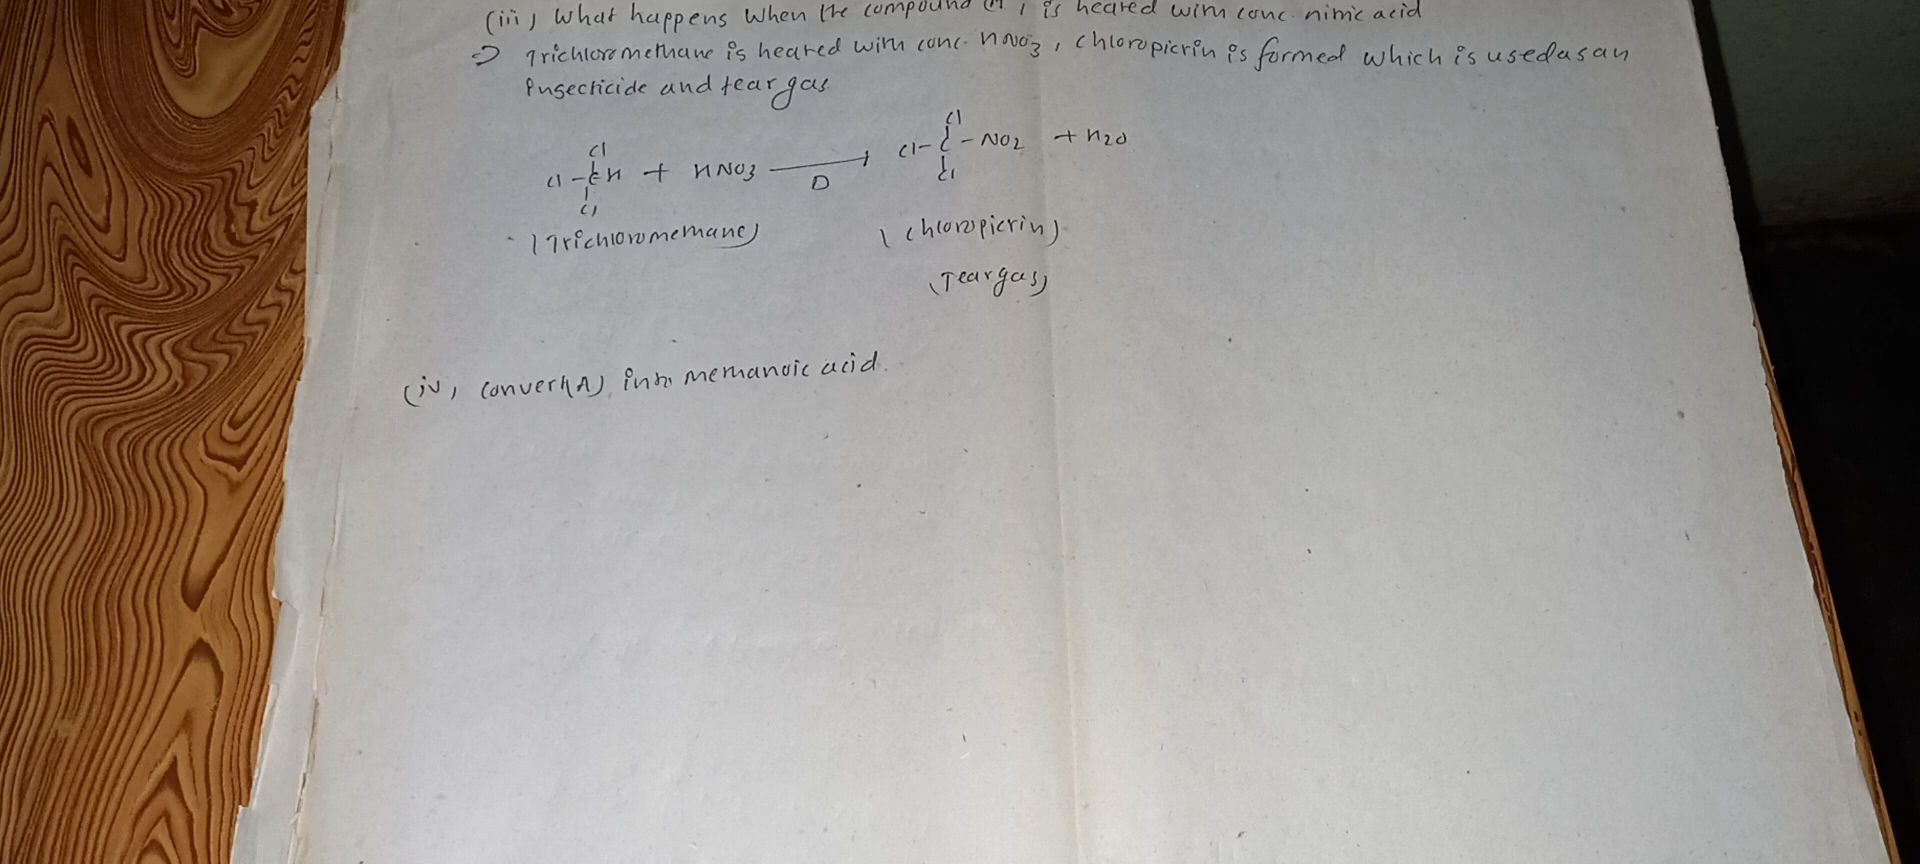 (iii) What happens when the compound (A) is heated with conc. nitric acid
⇒ Trichloromethane is heated with conc. HNO3, chloropicrin is formed which is used as an
insecticide and tear gas
Cl
Cl
Cl-C-NO2 + H2O
Cl-C-H + HNO3 ⟶ Δ
Cl
Cl
(Trichloromethane) (chloropicrin)
(Tear gas)
(iv) convert (A) into methanoic acid.